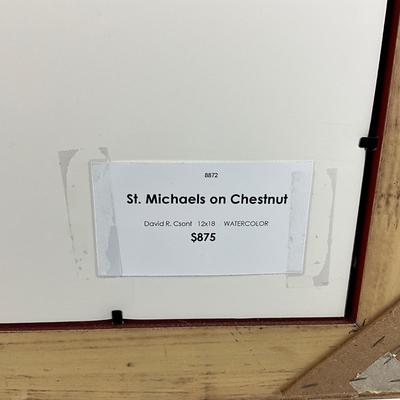 8872
St. Michaels on Chestnut
David R. Csont 12x18 WATERCOLOR
$875